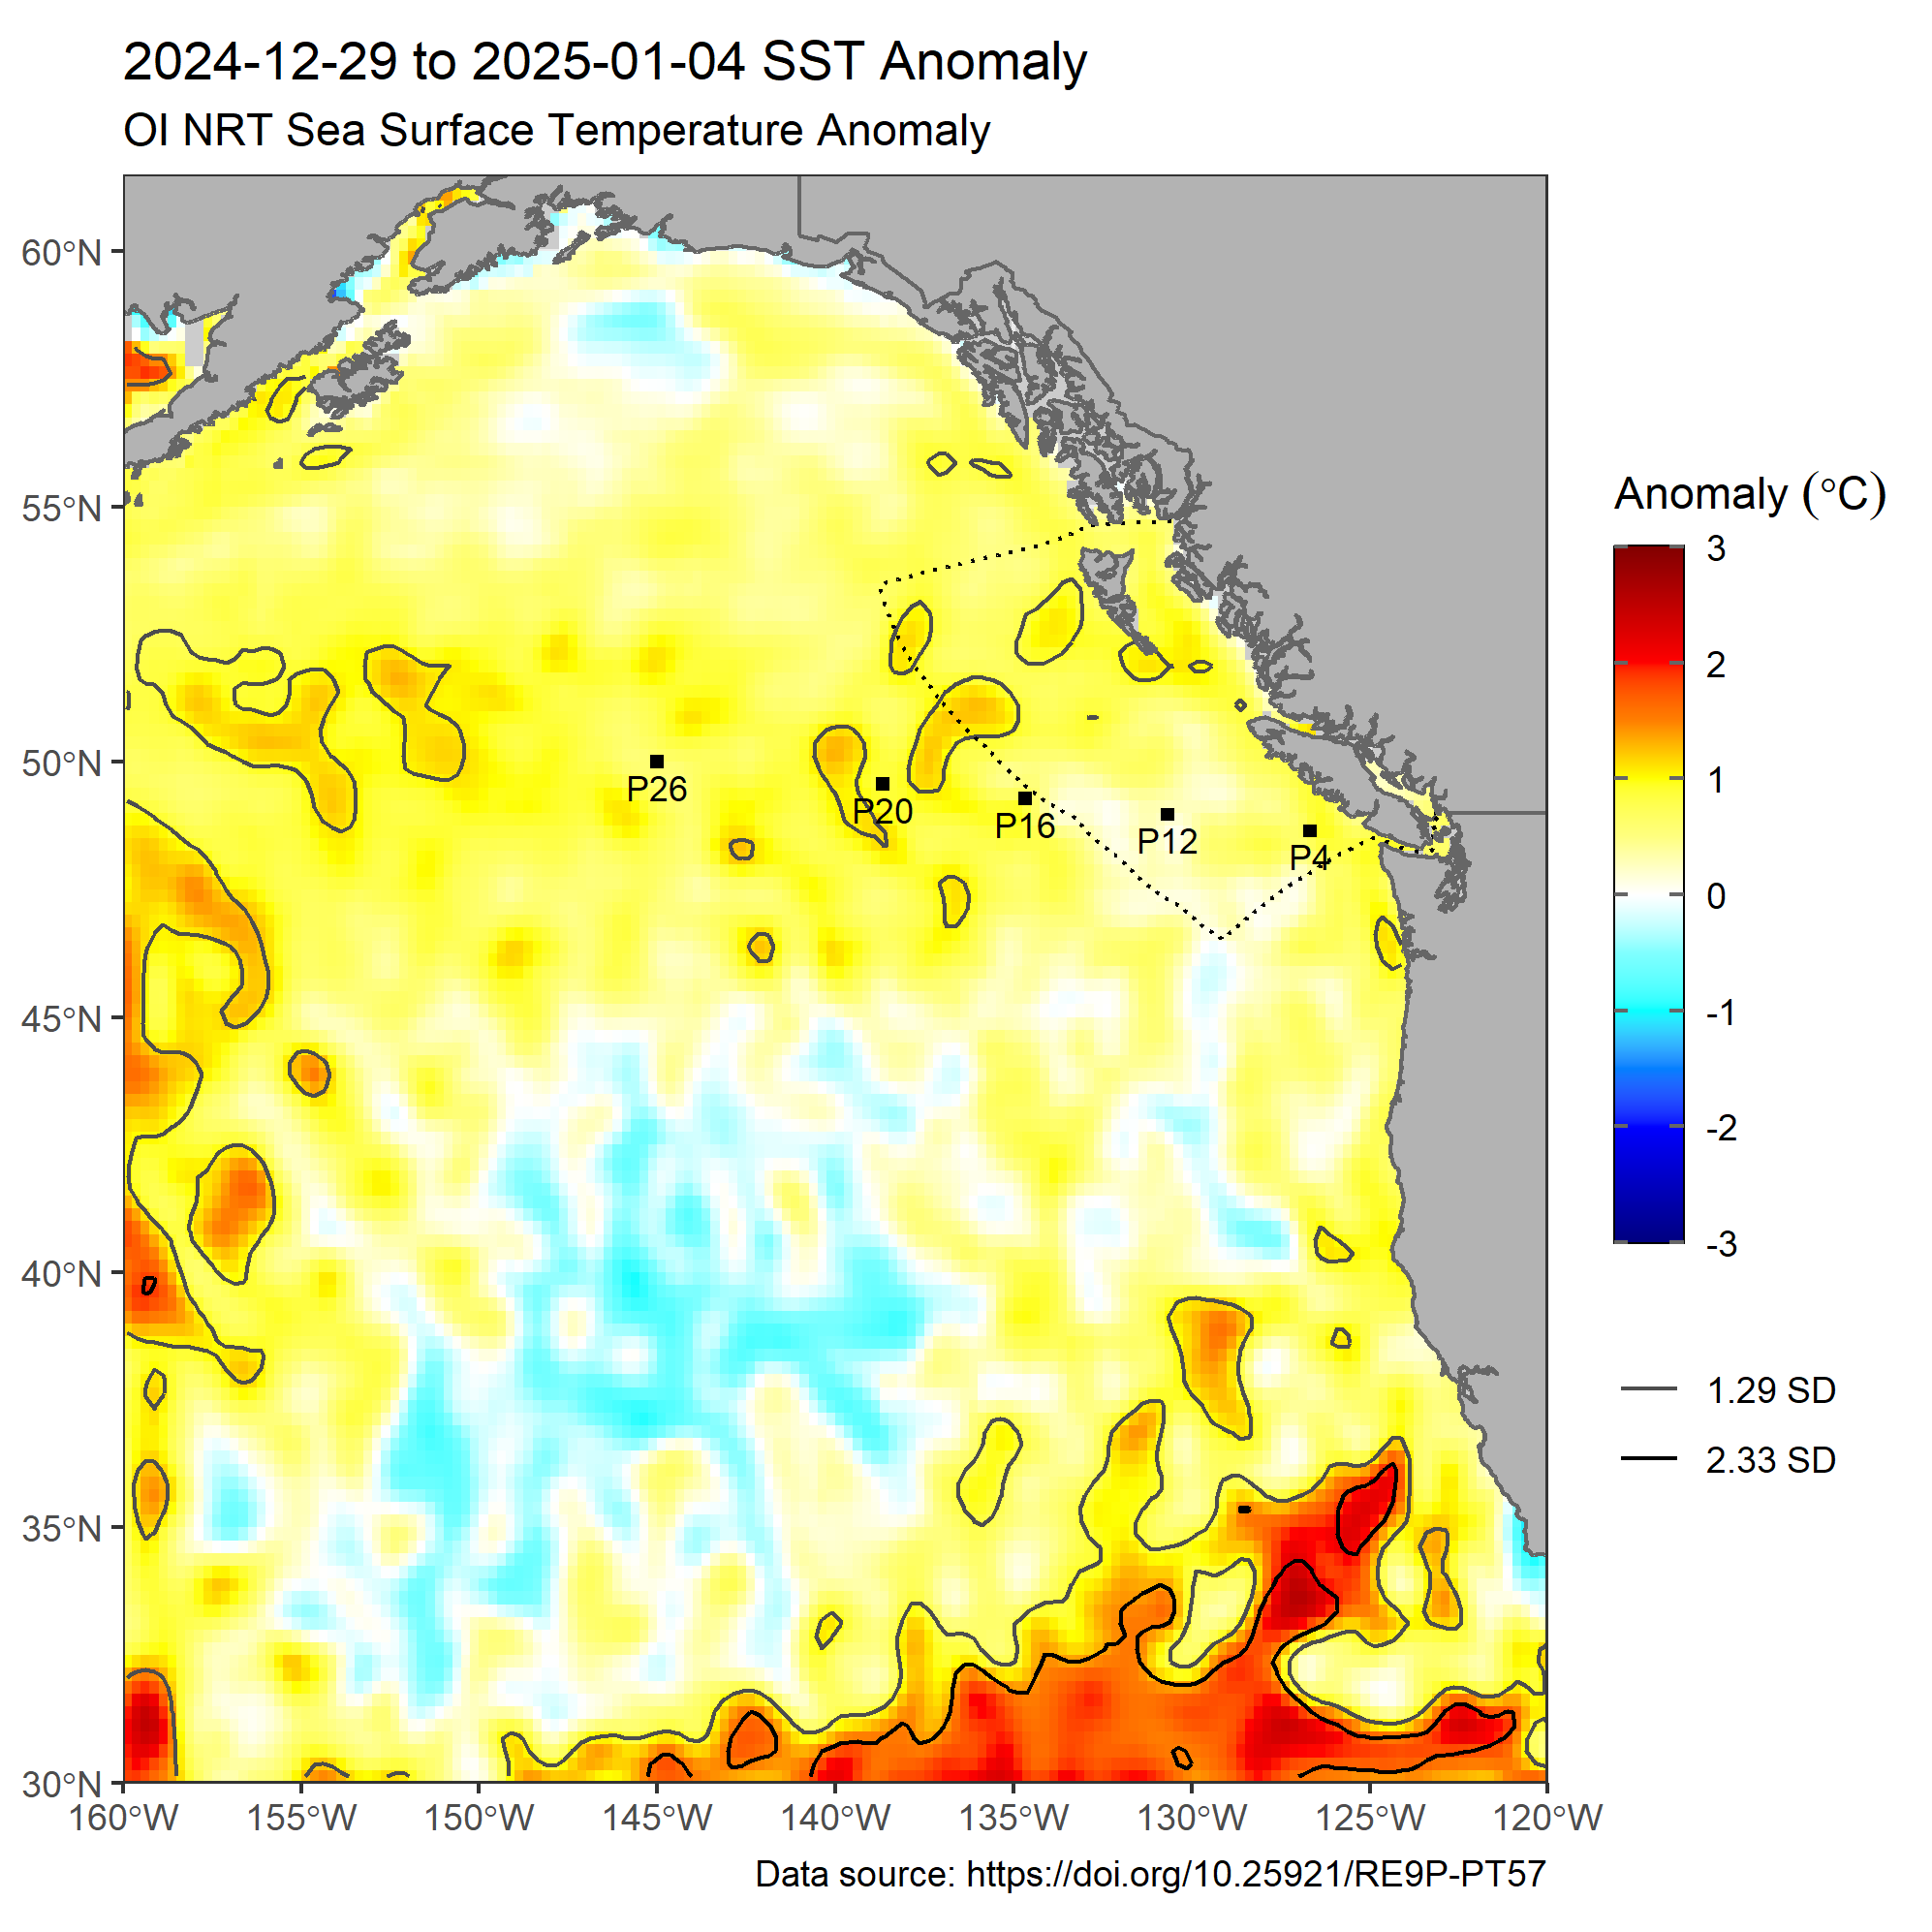 2024-12-29 to 2025-01-04 SST Anomaly
OI NRT Sea Surface Temperature Anomaly
60°N
55°N
50°N
45°N
40°N
35°N
30°N
160°W 155°W 150°W 145°W 140°W 135°W 130°W 125°W 120°W
P26
P20
P16
P12
P4
Anomaly (°C)
3
2
1
0
-1
-2
-3
1.29 SD
2.33 SD
Data source: https://doi.org/10.25921/RE9P-PT57